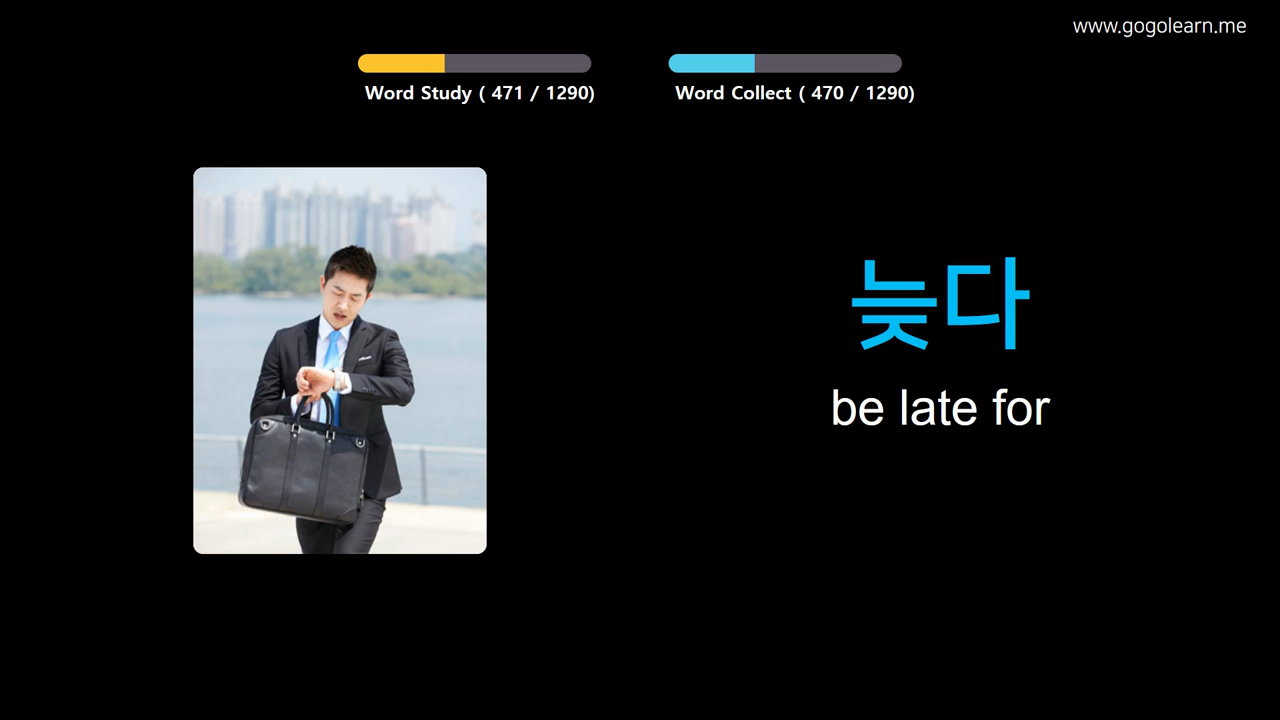 www.gogolearn.me
Word Study ( 471 / 1290)
Word Collect ( 470 / 1290)
늦다
be late for